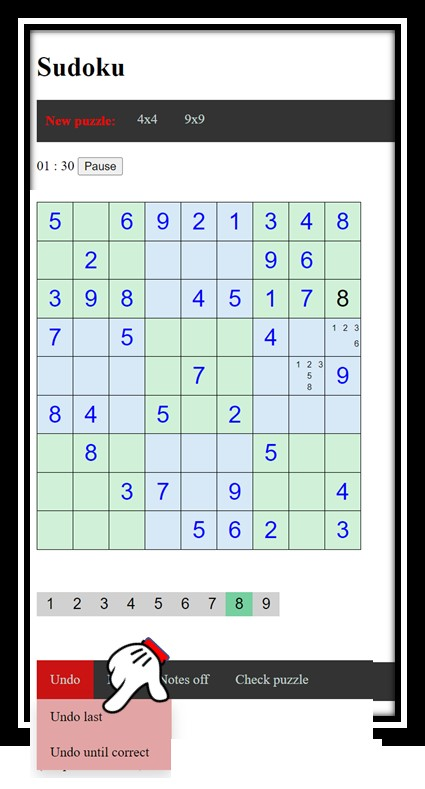 Sudoku
New puzzle: 4x4 9x9
01 : 30 Pause
5 6 9 2 1 3 4 8
2 9 6
3 9 8 4 5 1 7 8
7 5 4 1 2 3
6
7 1 2 3 9
5
8
8 4 5 2
8 5
3 7 9 4
5 6 2 3
1 2 3 4 5 6 7 8 9
Undo Notes off Check puzzle
Undo last
Undo until correct